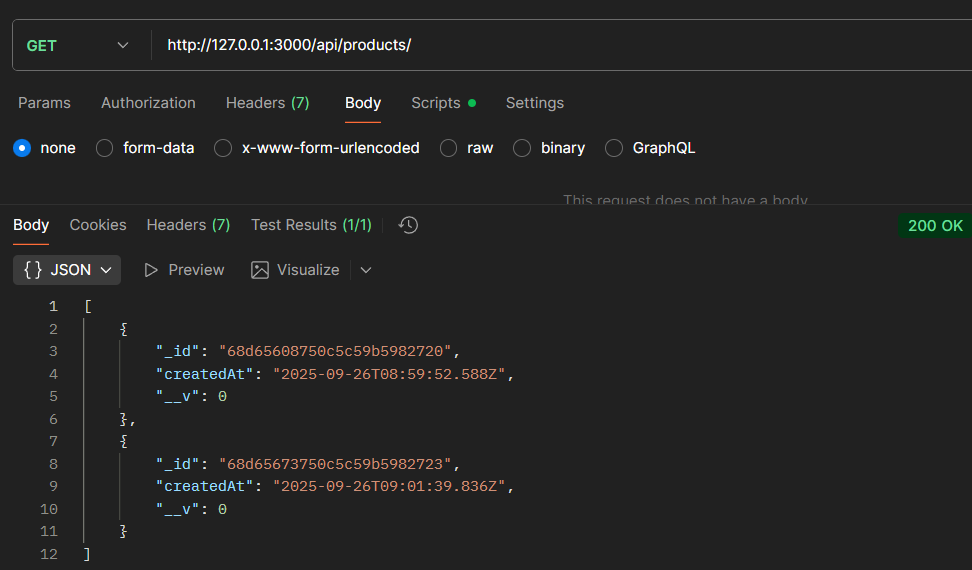 GET http://127.0.0.1:3000/api/products/
Params Authorization Headers (7) Body Scripts Settings
none form-data x-www-form-urlencoded raw binary GraphQL
This request does not have a body
Body Cookies Headers (7) Test Results (1/1) 200 OK
{} JSON Preview Visualize
1 [
2 {
3 "_id": "68d65608750c5c59b5982720",
4 "createdAt": "2025-09-26T08:59:52.588Z",
5 "__v": 0
6 },
7 {
8 "_id": "68d65673750c5c59b5982723",
9 "createdAt": "2025-09-26T09:01:39.836Z",
10 "__v": 0
11 }
12 ]